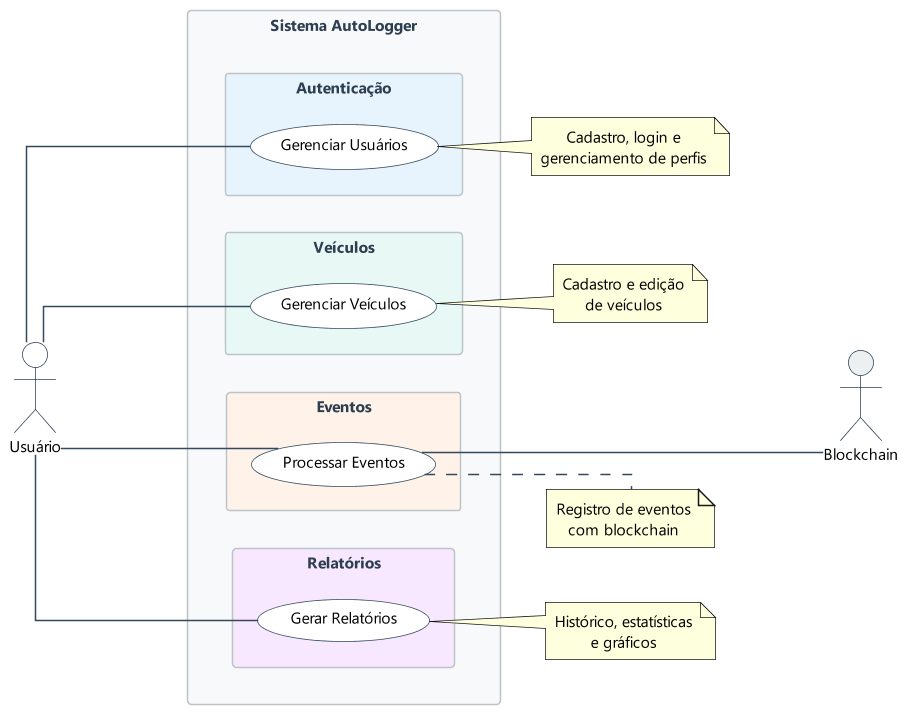 Sistema AutoLogger
Autenticação
Gerenciar Usuários
Cadastro, login e
gerenciamento de perfis
Veículos
Gerenciar Veículos
Cadastro e edição
de veículos
Usuário
Eventos
Processar Eventos
Blockchain
Registro de eventos
com blockchain
Relatórios
Gerar Relatórios
Histórico, estatísticas
e gráficos